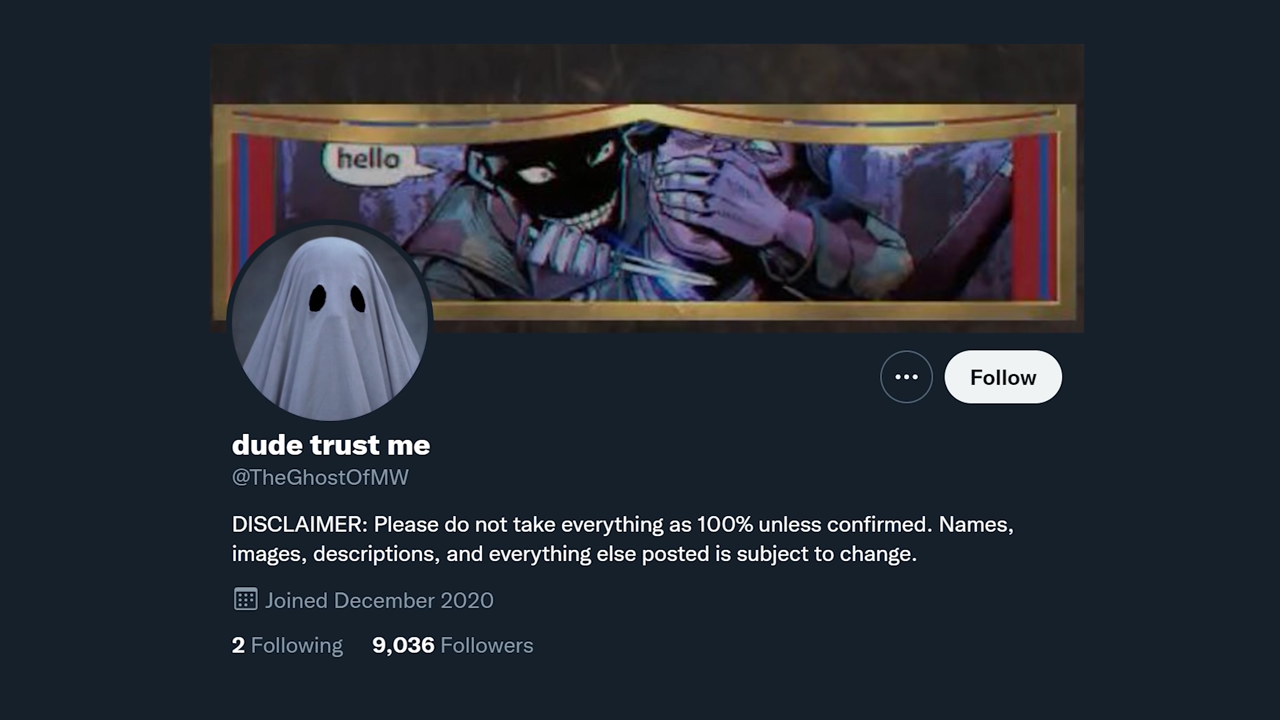 hello
Follow
dude trust me
@TheGhostOfMW
DISCLAIMER: Please do not take everything as 100% unless confirmed. Names,
images, descriptions, and everything else posted is subject to change.
Joined December 2020
2 Following 9,036 Followers